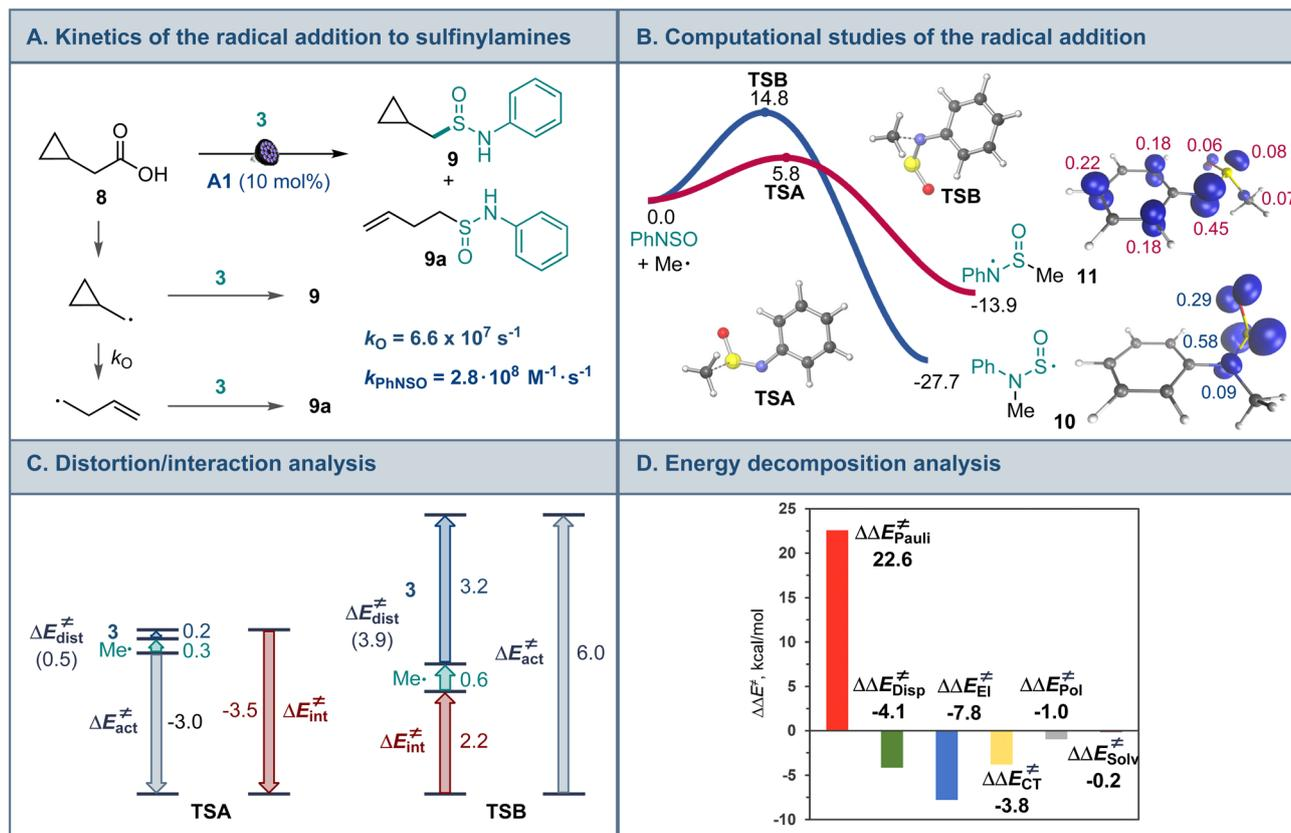 A. Kinetics of the radical addition to sulfinylamines
3
A1 (10 mol%)
O
OH
8
O
S
N
H
9
+
H
N
S
O
9a
3
9
kO
3
9a
kO = 6.6 x 10⁷ s⁻¹
kPhNSO = 2.8·10⁸ M⁻¹·s⁻¹
B. Computational studies of the radical addition
TSB
14.8
5.8
TSA
0.0
PhNSO
+ Me•
TSB
TSA
0.22
0.18
0.06
0.08
0.07
0.45
0.18
O
PhN
S
Me
11
-13.9
-27.7
O
Ph
N
S
Me
10
0.29
0.58
0.09
C. Distortion/interaction analysis
ΔE≠dist
(0.5)
3
0.2
Me•
0.3
ΔE≠act
-3.0
-3.5
ΔE≠int
TSA
ΔE≠dist
(3.9)
3
3.2
Me•
0.6
ΔE≠int
2.2
ΔE≠act
6.0
TSB
D. Energy decomposition analysis
ΔΔE≠, kcal/mol
25
20
15
10
5
0
-5
-10
ΔΔE≠Pauli
22.6
ΔΔE≠Disp
-4.1
ΔΔE≠El
-7.8
ΔΔE≠CT
-3.8
ΔΔE≠Pol
-1.0
ΔΔE≠Solv
-0.2